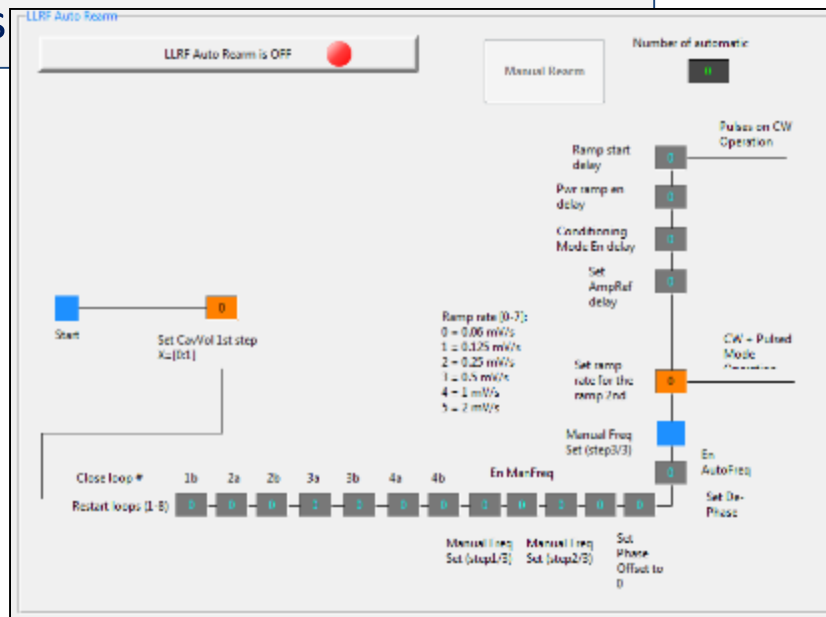 S
LLRF Auto Rearm
LLRF Auto Rearm is OFF
Manual Rearm
Number of automatic
0
Pulses on CW
Operation
Ramp start
delay
0
Pwr ramp en
delay
0
Conditioning
Mode En delay
0
Set
AmpRef
delay
0
Start
0
Set CavVol 1st step
X=[0:1]
Ramp rate [0-7]:
0 = 0.06 mV/s
1 = 0.125 mV/s
2 = 0.25 mV/s
3 = 0.5 mV/s
4 = 1 mV/s
5 = 2 mV/s
Set ramp
rate for the
ramp 2nd
0
CW + Pulsed
Mode
Operation
Manual Freq
Set (step3/3)
0
En
AutoFreq
Set De-
Phase
Close loop # 1b 2a 2b 3a 3b 4a 4b En ManFreq
Restart loops (1-8) 0 0 0 0 0 0 0 0 0 0 0 0
Manual Freq
Set (step1/3)
Manual Freq
Set (step2/3)
Set
Phase
Offset to
0